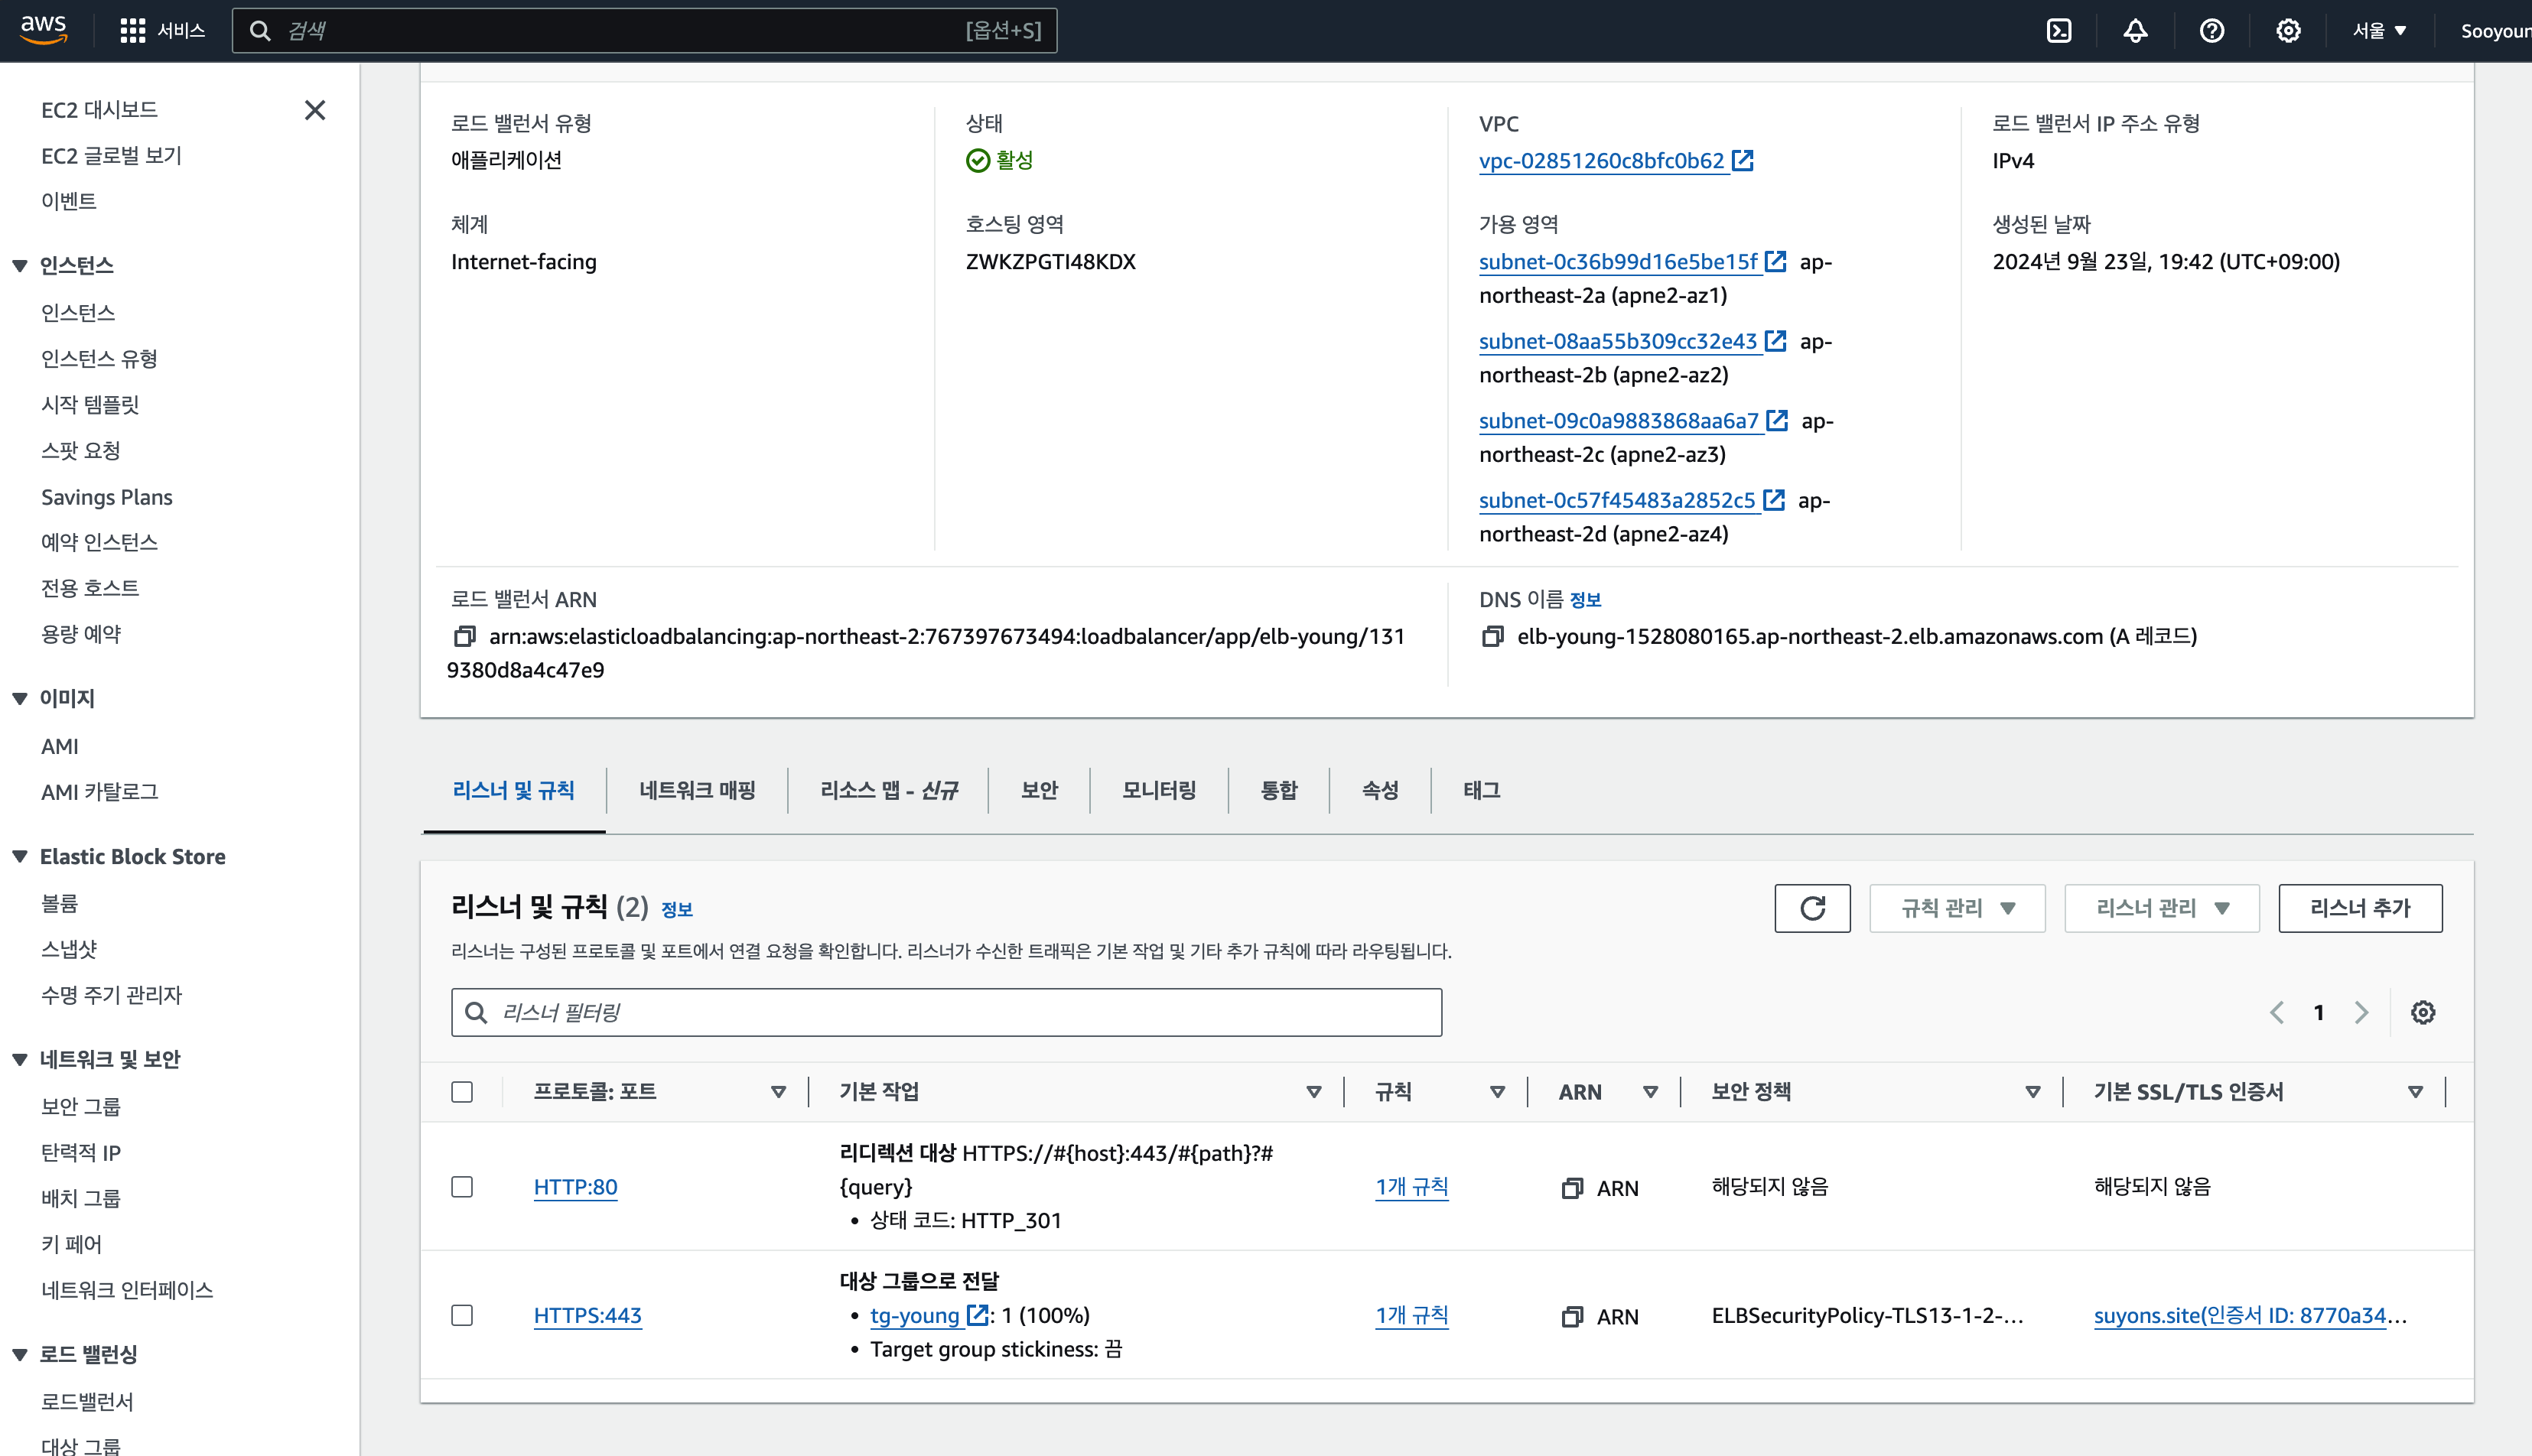 aws
서비스
검색
[옵션+S]
서울
Sooyoun
EC2 대시보드
EC2 글로벌 보기
이벤트
인스턴스
인스턴스
인스턴스 유형
시작 템플릿
스팟 요청
Savings Plans
예약 인스턴스
전용 호스트
용량 예약
이미지
AMI
AMI 카탈로그
Elastic Block Store
볼륨
스냅샷
수명 주기 관리자
네트워크 및 보안
보안 그룹
탄력적 IP
배치 그룹
키 페어
네트워크 인터페이스
로드 밸런싱
로드밸런서
대상 그룹
로드 밸런서 유형
애플리케이션
상태
활성
VPC
vpc-02851260c8bfc0b62
로드 밸런서 IP 주소 유형
IPv4
체계
Internet-facing
호스팅 영역
ZWKZPGTI48KDX
가용 영역
subnet-0c36b99d16e5be15f ap-
northeast-2a (apne2-az1)
subnet-08aa55b309cc32e43 ap-
northeast-2b (apne2-az2)
subnet-09c0a9883868aa6a7 ap-
northeast-2c (apne2-az3)
subnet-0c57f45483a2852c5 ap-
northeast-2d (apne2-az4)
생성된 날짜
2024년 9월 23일, 19:42 (UTC+09:00)
로드 밸런서 ARN
arn:aws:elasticloadbalancing:ap-northeast-2:767397673494:loadbalancer/app/elb-young/131
9380d8a4c47e9
DNS 이름 정보
elb-young-1528080165.ap-northeast-2.elb.amazonaws.com (A 레코드)
리스너 및 규칙
네트워크 매핑
리소스 맵 - 신규
보안
모니터링
통합
속성
태그
리스너 및 규칙 (2) 정보
규칙 관리
리스너 관리
리스너 추가
리스너는 구성된 프로토콜 및 포트에서 연결 요청을 확인합니다. 리스너가 수신한 트래픽은 기본 작업 및 기타 추가 규칙에 따라 라우팅됩니다.
리스너 필터링
1
프로토콜: 포트
기본 작업
규칙
ARN
보안 정책
기본 SSL/TLS 인증서
HTTP:80
리디렉션 대상 HTTPS://#{host}:443/#{path}?#
{query}
• 상태 코드: HTTP_301
1개 규칙
ARN
해당되지 않음
해당되지 않음
HTTPS:443
대상 그룹으로 전달
• tg-young : 1 (100%)
• Target group stickiness: 끔
1개 규칙
ARN
ELBSecurityPolicy-TLS13-1-2-...
suyons.site(인증서 ID: 8770a34...